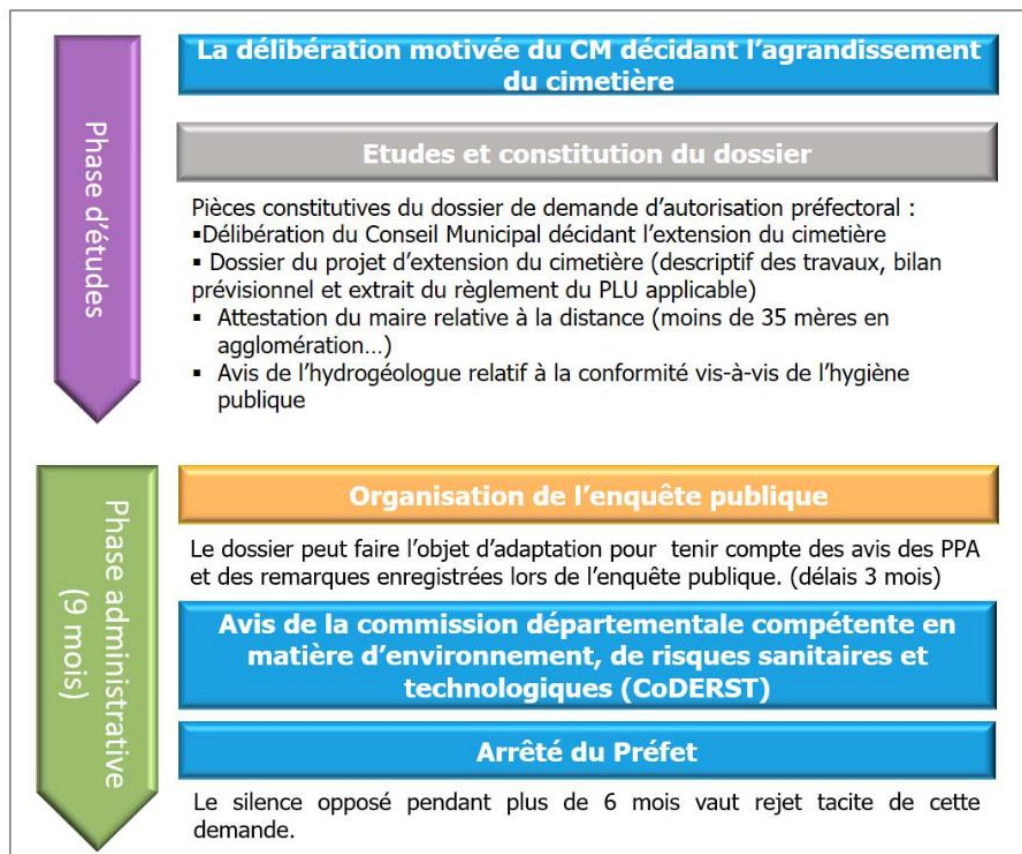 Phase d'études
La délibération motivée du CM décidant l'agrandissement
du cimetière
Etudes et constitution du dossier
Pièces constitutives du dossier de demande d'autorisation préfectoral :
▪Délibération du Conseil Municipal décidant l'extension du cimetière
▪ Dossier du projet d'extension du cimetière (descriptif des travaux, bilan
prévisionnel et extrait du règlement du PLU applicable)
▪ Attestation du maire relative à la distance (moins de 35 mères en
agglomération…)
▪ Avis de l'hydrogéologue relatif à la conformité vis-à-vis de l'hygiène
publique
Phase administrative
(9 mois)
Organisation de l'enquête publique
Le dossier peut faire l'objet d'adaptation pour tenir compte des avis des PPA
et des remarques enregistrées lors de l'enquête publique. (délais 3 mois)
Avis de la commission départementale compétente en
matière d'environnement, de risques sanitaires et
technologiques (CoDERST)
Arrêté du Préfet
Le silence opposé pendant plus de 6 mois vaut rejet tacite de cette
demande.